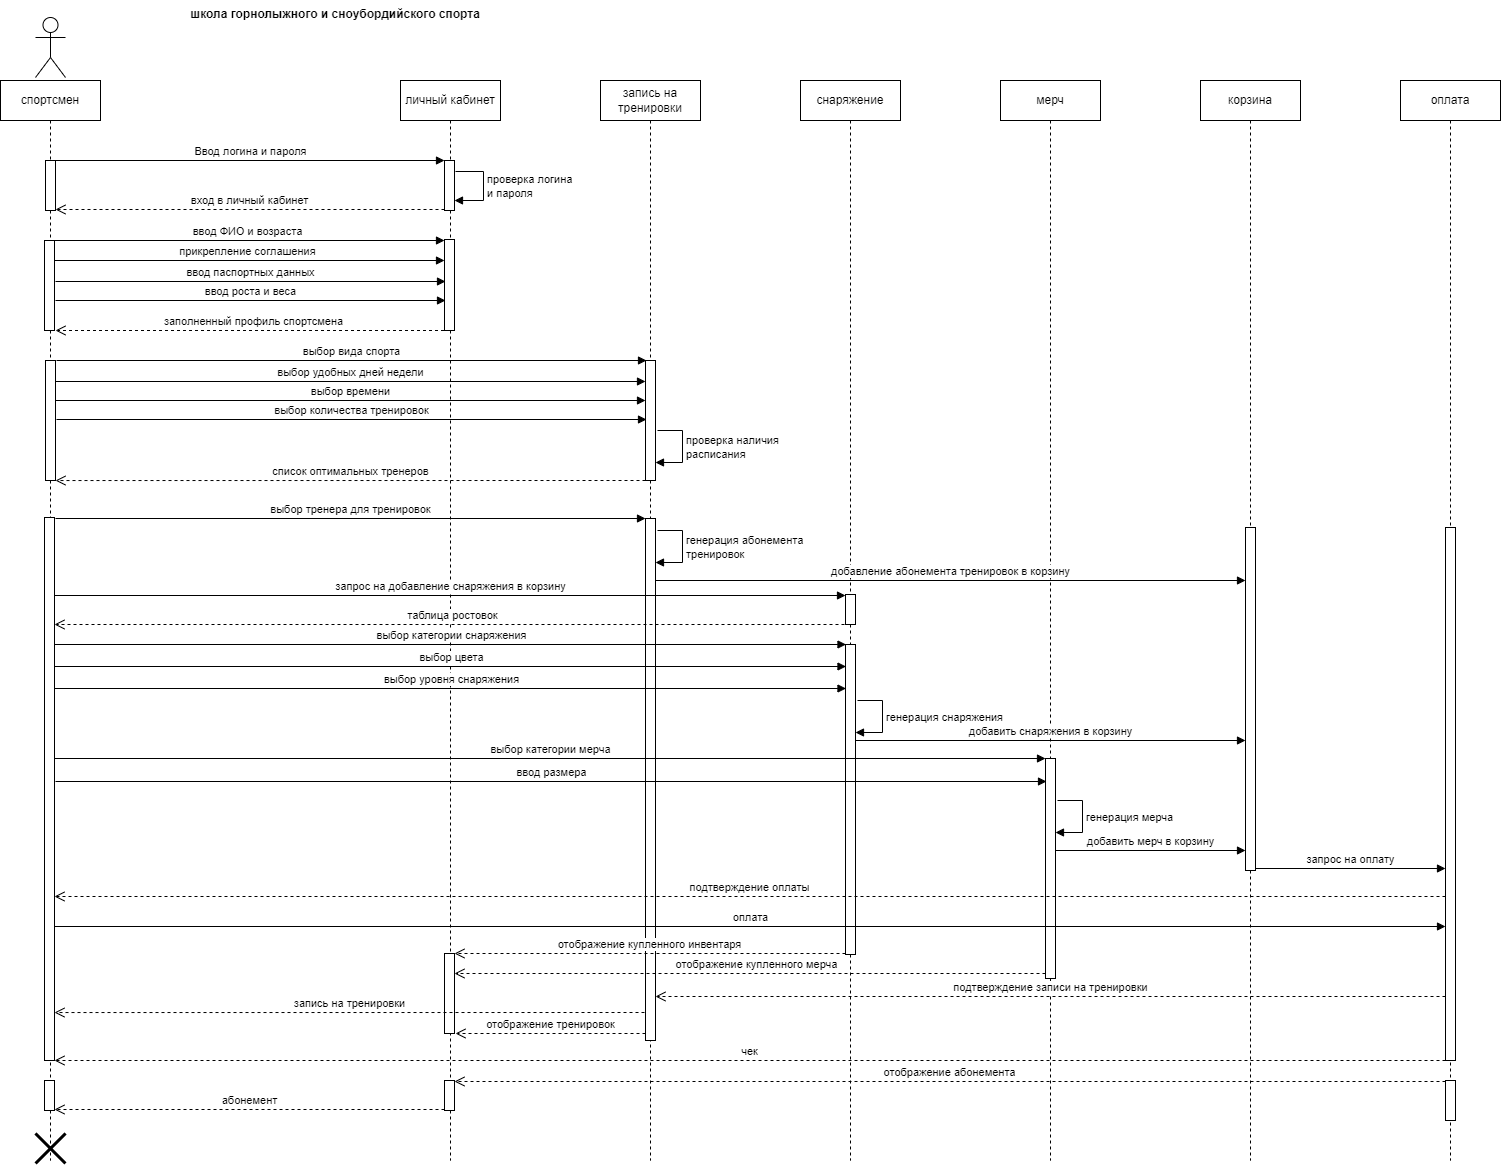 школа горнолыжного и сноубордийского спорта
спортсмен
личный кабинет
запись на
тренировки
снаряжение
мерч
корзина
оплата
Ввод логина и пароля
проверка логина
и пароля
вход в личный кабинет
ввод ФИО и возраста
прикрепление соглашения
ввод паспортных данных
ввод роста и веса
заполненный профиль спортсмена
выбор вида спорта
выбор удобных дней недели
выбор времени
выбор количества тренировок
проверка наличия
расписания
список оптимальных тренеров
выбор тренера для тренировок
генерация абонемента
тренировок
добавление абонемента тренировок в корзину
запрос на добавление снаряжения в корзину
таблица ростовок
выбор категории снаряжения
выбор цвета
выбор уровня снаряжения
генерация снаряжения
добавить снаряжения в корзину
выбор категории мерча
ввод размера
генерация мерча
добавить мерч в корзину
запрос на оплату
подтверждение оплаты
оплата
отображение купленного инвентаря
отображение купленного мерча
подтверждение записи на тренировки
запись на тренировки
отображение тренировок
чек
отображение абонемента
абонемент